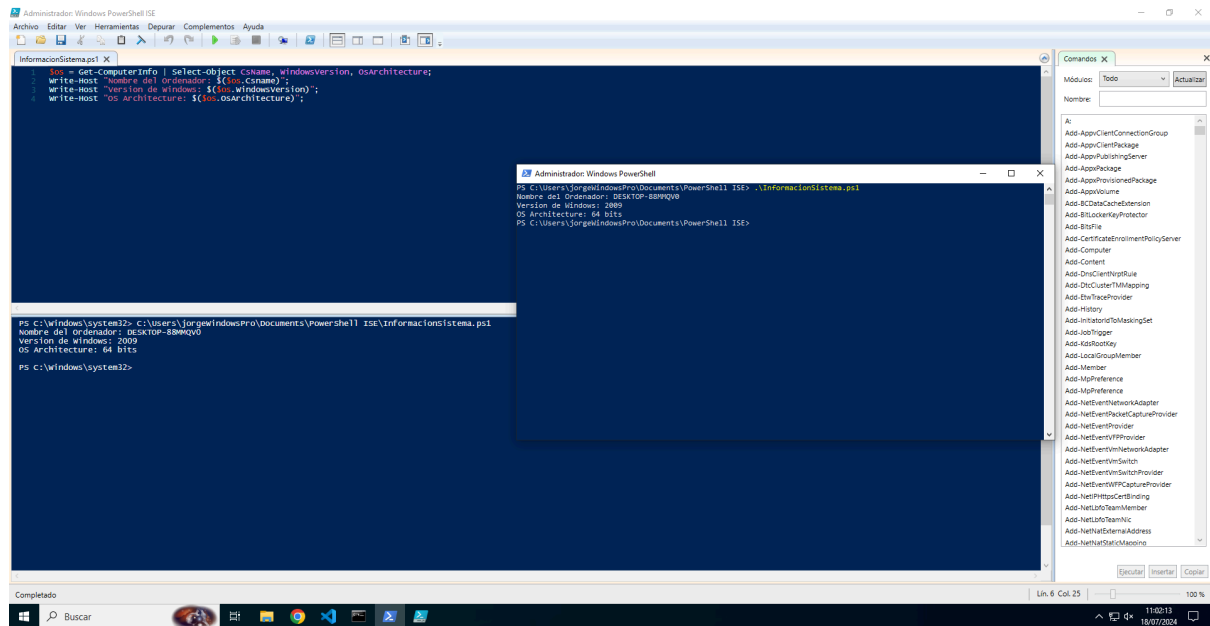 Administrador: Windows PowerShell ISE
Archivo Editar Ver Herramientas Depurar Complementos Ayuda
InformacionSistema.ps1 X
1 $os = Get-ComputerInfo | Select-Object CsName, WindowsVersion, OsArchitecture;
2 Write-Host "Nombre del Ordenador: $($os.Csname)";
3 Write-Host "Version de Windows: $($os.WindowsVersion)";
4 Write-Host "OS Architecture: $($os.OsArchitecture)";
Administrador: Windows PowerShell
PS C:\Users\jorgeWindowsPro\Documents\PowerShell ISE> .\InformacionSistema.ps1
Nombre del Ordenador: DESKTOP-88MMQV0
Version de Windows: 2009
OS Architecture: 64 bits
PS C:\Users\jorgeWindowsPro\Documents\PowerShell ISE>
PS C:\Windows\system32> C:\Users\jorgeWindowsPro\Documents\PowerShell ISE\InformacionSistema.ps1
Nombre del Ordenador: DESKTOP-88MMQV0
Version de Windows: 2009
OS Architecture: 64 bits
PS C:\Windows\system32>
Comandos X
Módulos: Todo Actualizar
Nombre:
A:
Add-AppvClientConnectionGroup
Add-AppvClientPackage
Add-AppvPublishingServer
Add-AppxPackage
Add-AppxProvisionedPackage
Add-AppxVolume
Add-BCDataCacheExtension
Add-BitLockerKeyProtector
Add-BitsFile
Add-CertificateEnrollmentPolicyServer
Add-Computer
Add-Content
Add-DnsClientNrptRule
Add-DtcClusterTMMapping
Add-EtwTraceProvider
Add-History
Add-InitiatorIdToMaskingSet
Add-JobTrigger
Add-KdsRootKey
Add-LocalGroupMember
Add-Member
Add-MpPreference
Add-MpPreference
Add-NetEventNetworkAdapter
Add-NetEventPacketCaptureProvider
Add-NetEventProvider
Add-NetEventVFPProvider
Add-NetEventVmNetworkAdapter
Add-NetEventVmSwitch
Add-NetEventVmSwitchProvider
Add-NetEventWFPCaptureProvider
Add-NetIPHttpsCertBinding
Add-NetLbfoTeamMember
Add-NetLbfoTeamNic
Add-NetNatExternalAddress
Add-NetNatStaticMapping
Ejecutar Insertar Copiar
Completado
Lín. 6 Col. 25
100 %
Buscar
11:02:13
18/07/2024